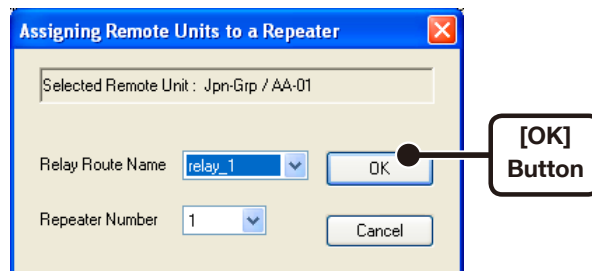 Assigning Remote Units to a Repeater
Selected Remote Unit : Jpn-Grp / AA-01
Relay Route Name relay_1 OK
[OK]
Button
Repeater Number 1 Cancel